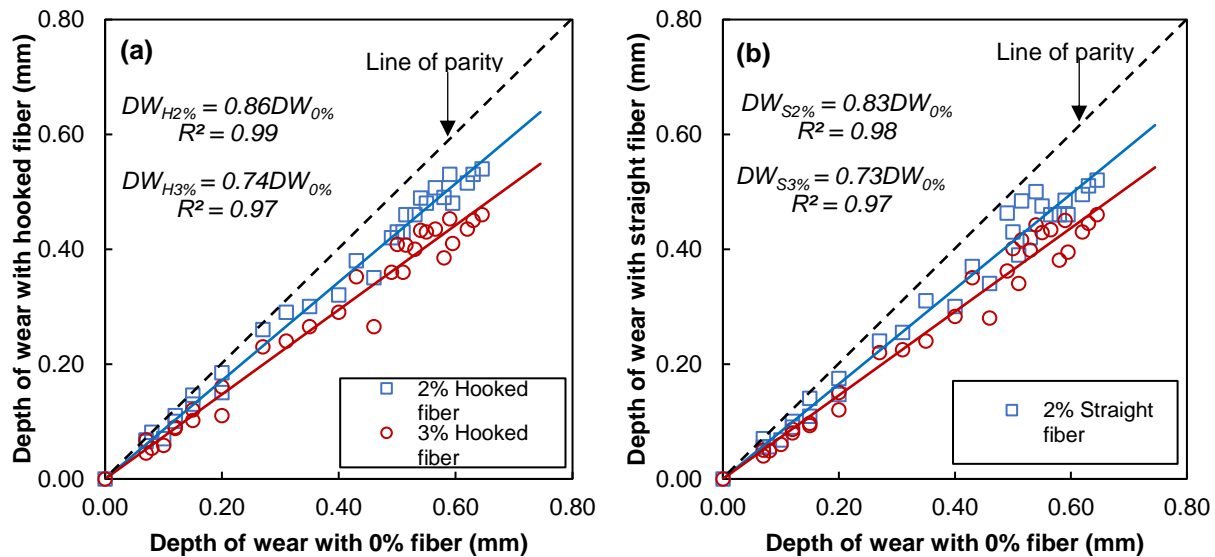 (a)
Line of parity
DW_H2% = 0.86DW_0%
R² = 0.99
DW_H3% = 0.74DW_0%
R² = 0.97
0.80
0.60
0.40
0.20
0.00
Depth of wear with hooked fiber (mm)
2% Hooked
fiber
3% Hooked
fiber
0.00 0.20 0.40 0.60 0.80
Depth of wear with 0% fiber (mm)
(b)
Line of parity
DW_S2% = 0.83DW_0%
R² = 0.98
DW_S3% = 0.73DW_0%
R² = 0.97
0.80
0.60
0.40
0.20
0.00
Depth of wear with straight fiber (mm)
2% Straight
fiber
0.00 0.20 0.40 0.60 0.80
Depth of wear with 0% fiber (mm)